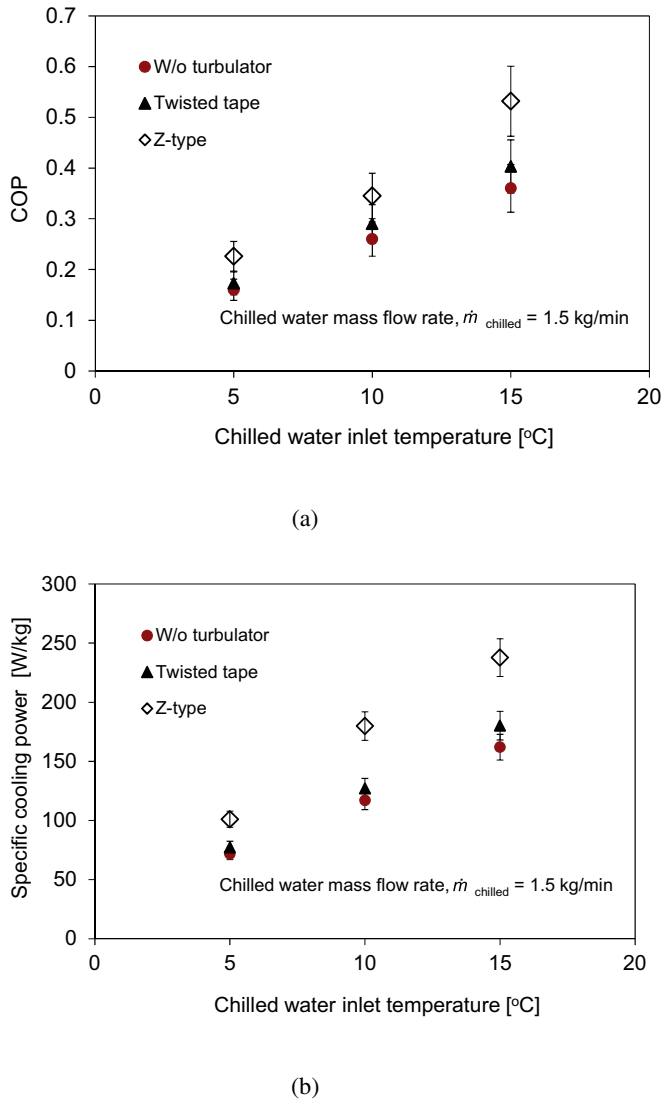 0.7
0.6
0.5
0.4
0.3
0.2
0.1
0
COP
W/o turbulator
Twisted tape
Z-type
Chilled water mass flow rate, ṁ chilled = 1.5 kg/min
0 5 10 15 20
Chilled water inlet temperature [°C]
(a)
300
250
200
150
100
50
0
Specific cooling power [W/kg]
W/o turbulator
Twisted tape
Z-type
Chilled water mass flow rate, ṁ chilled = 1.5 kg/min
0 5 10 15 20
Chilled water inlet temperature [°C]
(b)